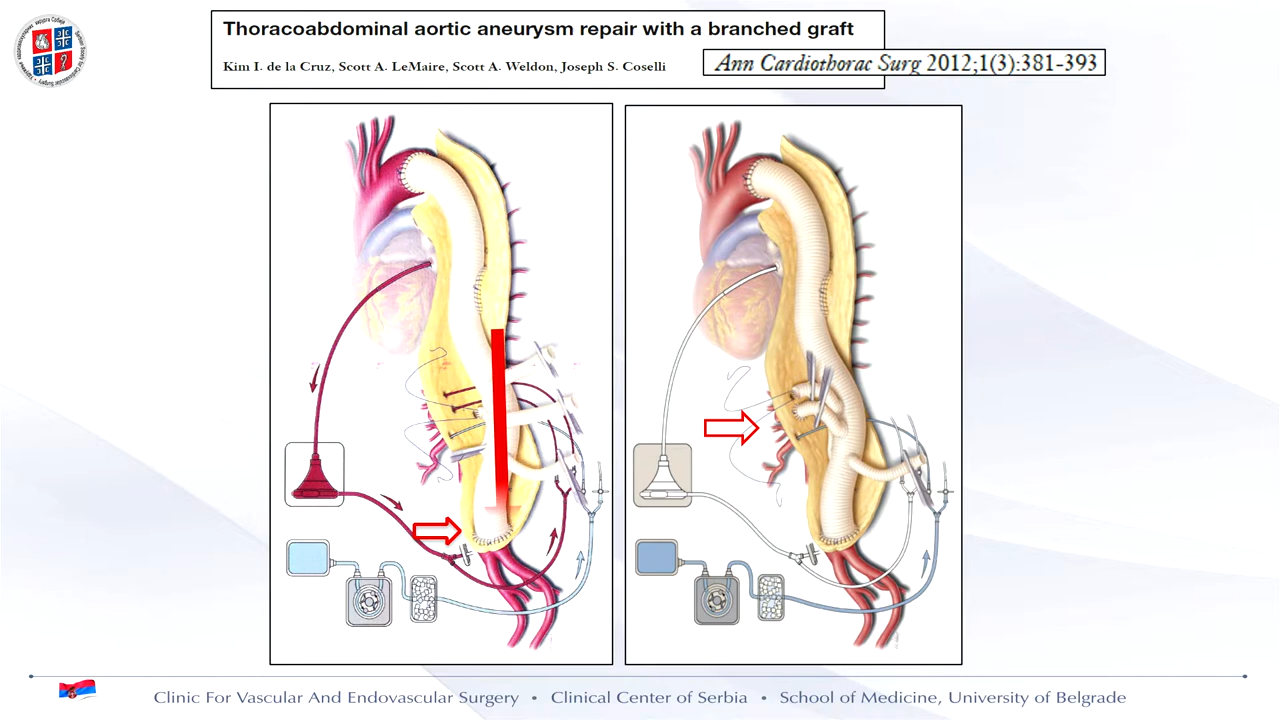 Thoracoabdominal aortic aneurysm repair with a branched graft
Kim I. de la Cruz, Scott A. LeMaire, Scott A. Weldon, Joseph S. Coselli
Ann Cardiothorac Surg 2012;1(3):381-393
Clinic For Vascular And Endovascular Surgery • Clinical Center of Serbia • School of Medicine, University of Belgrade